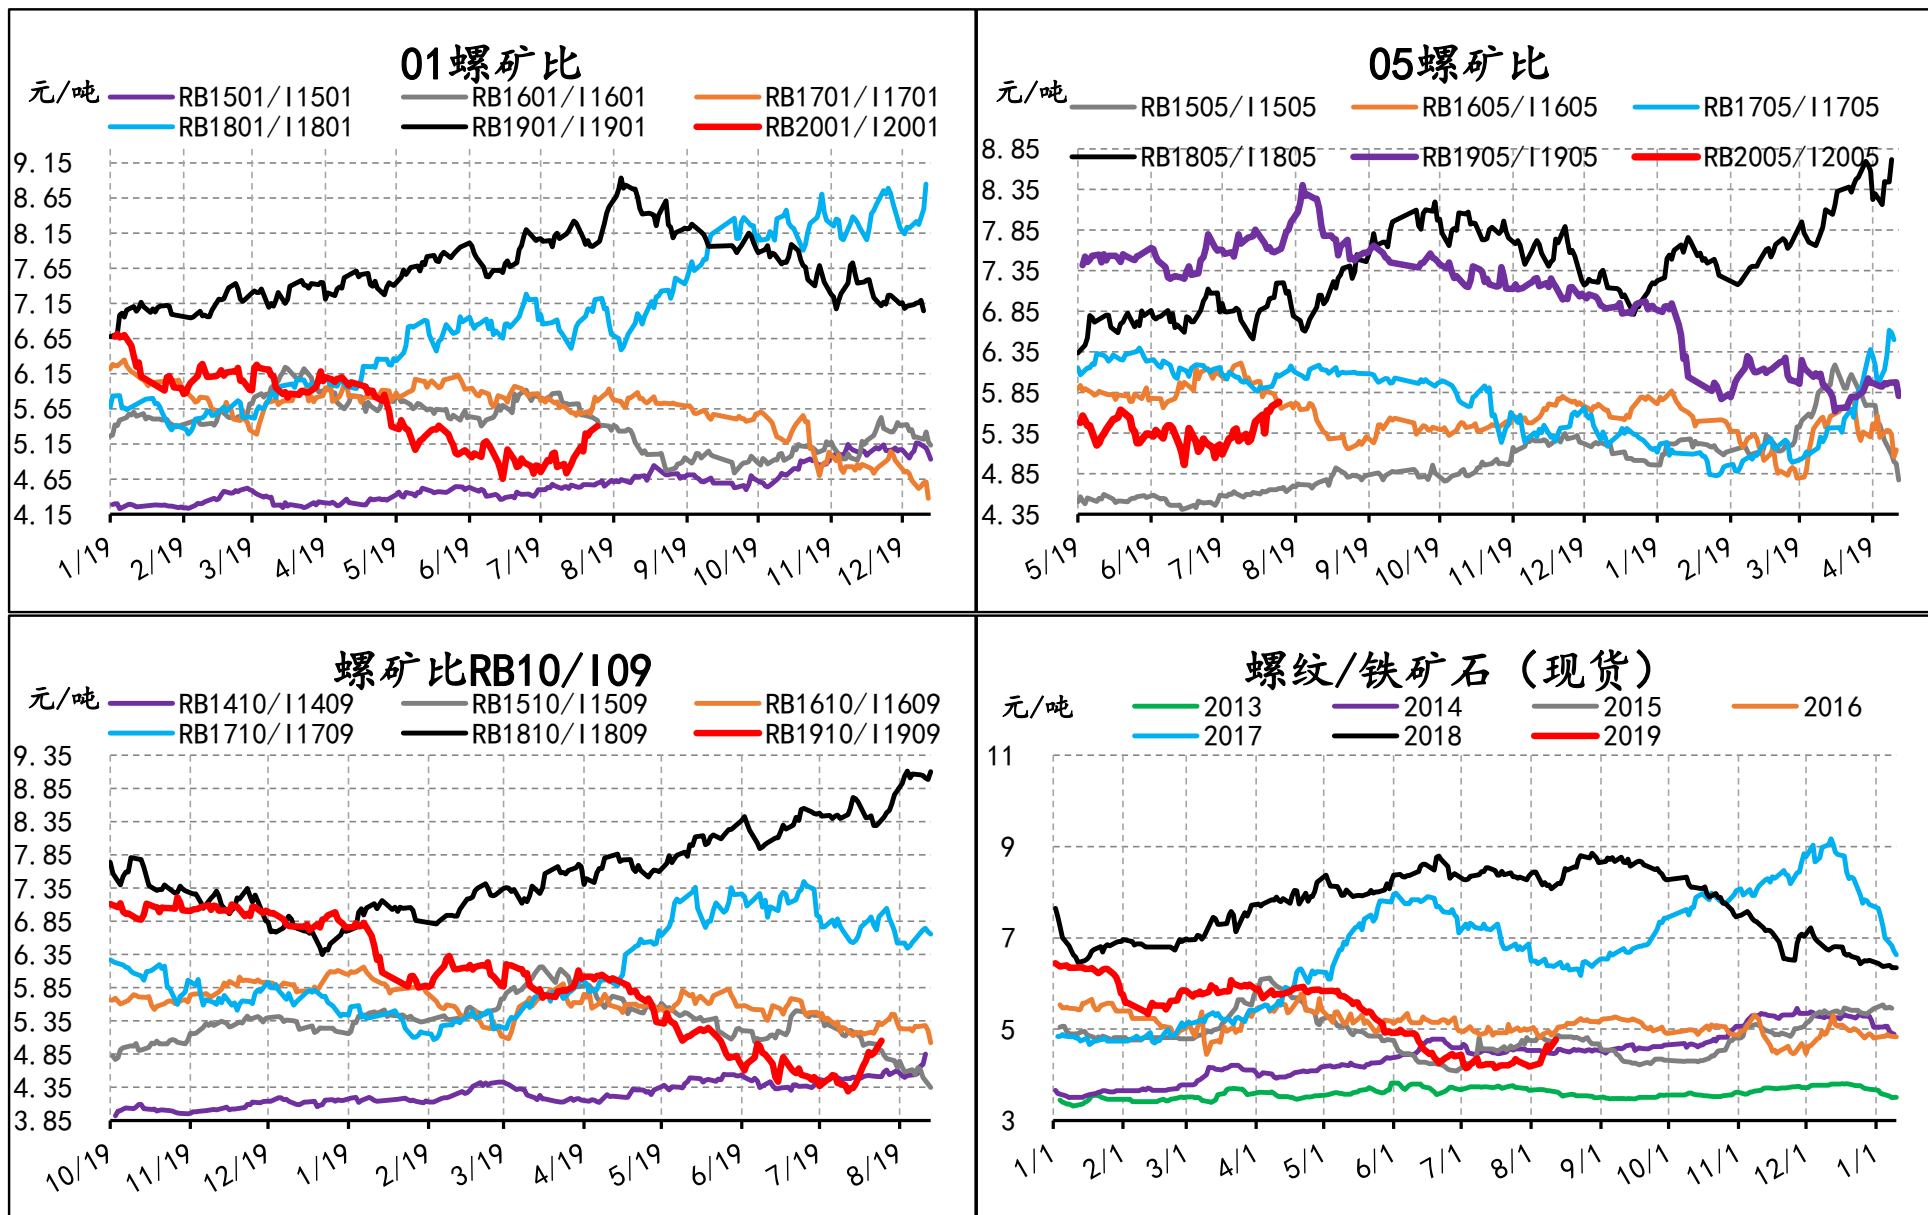 01螺矿比
元/吨
RB1501/I1501 RB1601/I1601 RB1701/I1701
RB1801/I1801 RB1901/I1901 RB2001/I2001
9.15
8.65
8.15
7.65
7.15
6.65
6.15
5.65
5.15
4.65
4.15
1/19 2/19 3/19 4/19 5/19 6/19 7/19 8/19 9/19 10/19 11/19 12/19
05螺矿比
元/吨
RB1505/I1505 RB1605/I1605 RB1705/I1705
RB1805/I1805 RB1905/I1905 RB2005/I2005
8.85
8.35
7.85
7.35
6.85
6.35
5.85
5.35
4.85
4.35
5/19 6/19 7/19 8/19 9/19 10/19 11/19 12/19 1/19 2/19 3/19 4/19
螺矿比RB10/I09
元/吨
RB1410/I1409 RB1510/I1509 RB1610/I1609
RB1710/I1709 RB1810/I1809 RB1910/I1909
9.35
8.85
8.35
7.85
7.35
6.85
6.35
5.85
5.35
4.85
4.35
3.85
10/19 11/19 12/19 1/19 2/19 3/19 4/19 5/19 6/19 7/19 8/19
螺纹/铁矿石（现货）
元/吨
2013 2014 2015 2016
2017 2018 2019
11
9
7
5
3
1/1 2/1 3/1 4/1 5/1 6/1 7/1 8/1 9/1 10/1 11/1 12/1 1/1